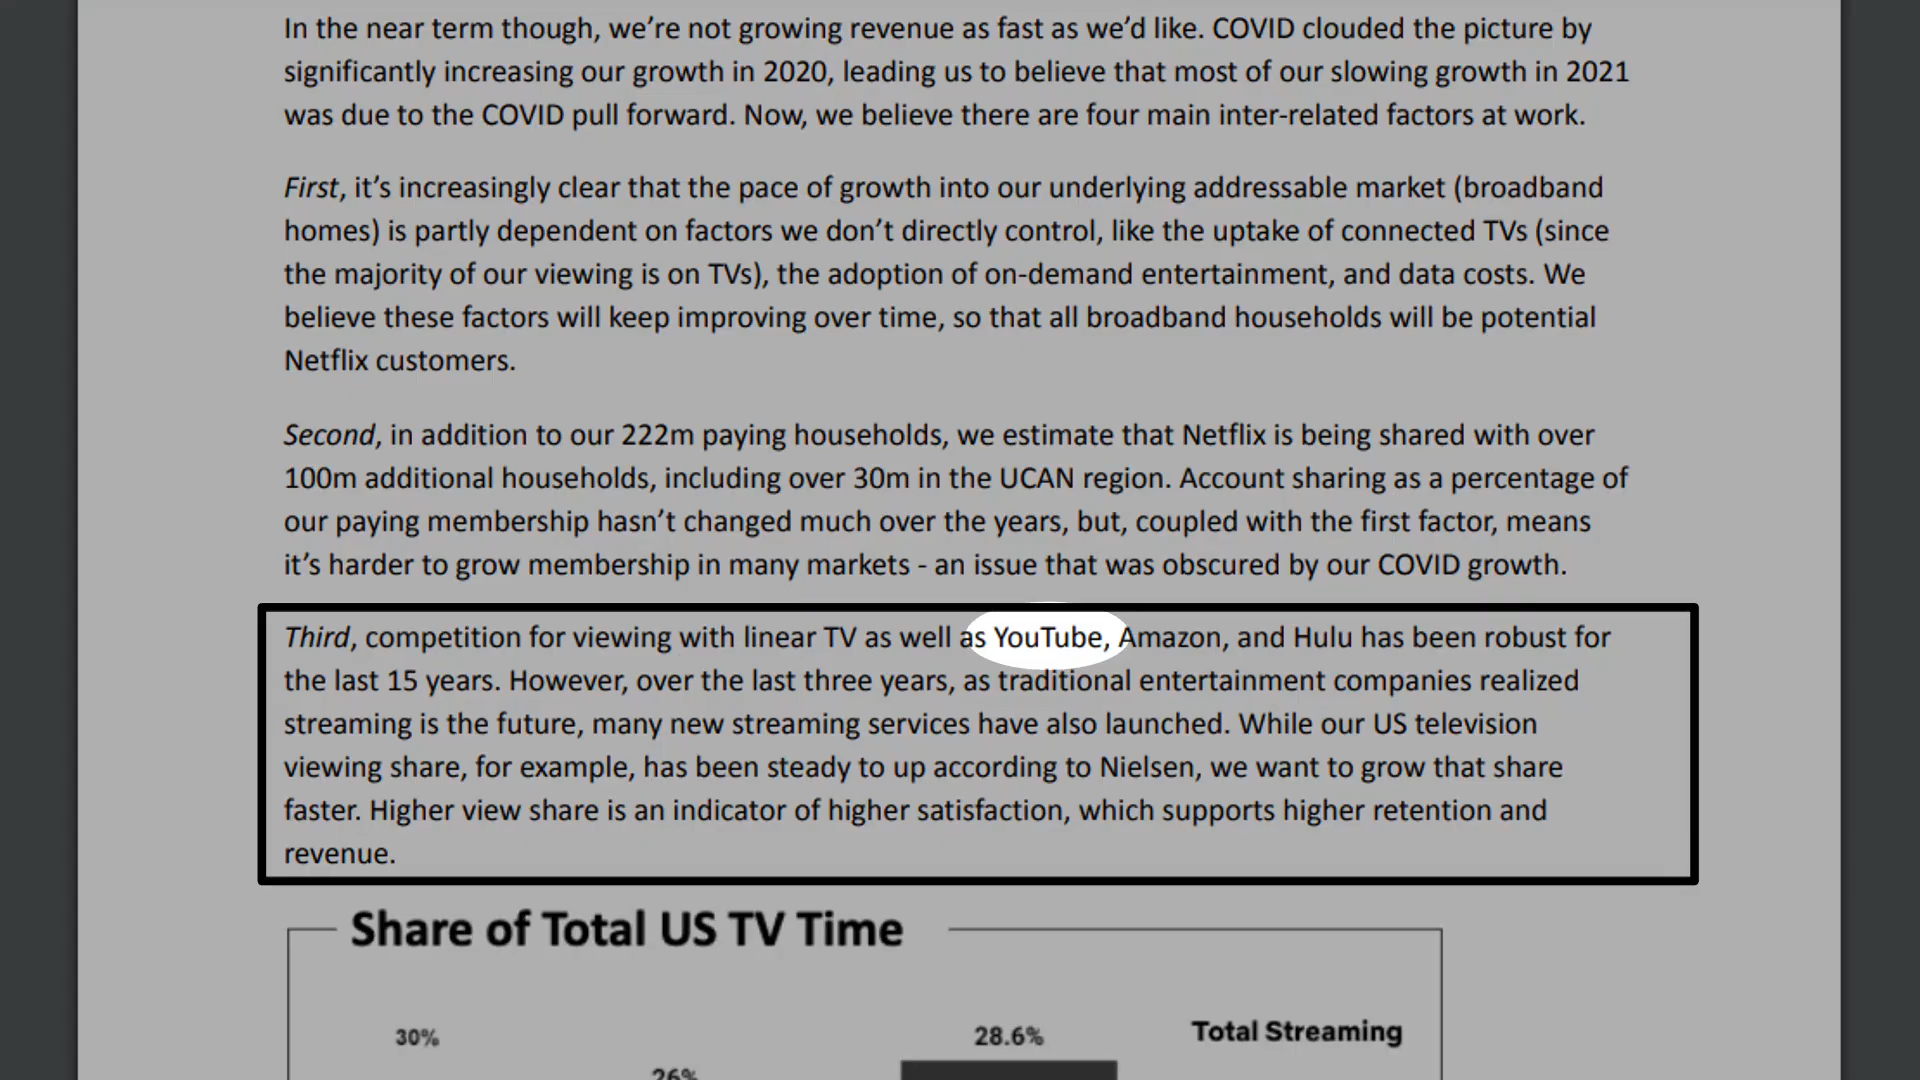 In the near term though, we’re not growing revenue as fast as we’d like. COVID clouded the picture by
significantly increasing our growth in 2020, leading us to believe that most of our slowing growth in 2021
was due to the COVID pull forward. Now, we believe there are four main inter-related factors at work.
First, it’s increasingly clear that the pace of growth into our underlying addressable market (broadband
homes) is partly dependent on factors we don’t directly control, like the uptake of connected TVs (since
the majority of our viewing is on TVs), the adoption of on-demand entertainment, and data costs. We
believe these factors will keep improving over time, so that all broadband households will be potential
Netflix customers.
Second, in addition to our 222m paying households, we estimate that Netflix is being shared with over
100m additional households, including over 30m in the UCAN region. Account sharing as a percentage of
our paying membership hasn’t changed much over the years, but, coupled with the first factor, means
it’s harder to grow membership in many markets - an issue that was obscured by our COVID growth.
Third, competition for viewing with linear TV as well as YouTube, Amazon, and Hulu has been robust for
the last 15 years. However, over the last three years, as traditional entertainment companies realized
streaming is the future, many new streaming services have also launched. While our US television
viewing share, for example, has been steady to up according to Nielsen, we want to grow that share
faster. Higher view share is an indicator of higher satisfaction, which supports higher retention and
revenue.
Share of Total US TV Time
30%
28.6%
Total Streaming
26%